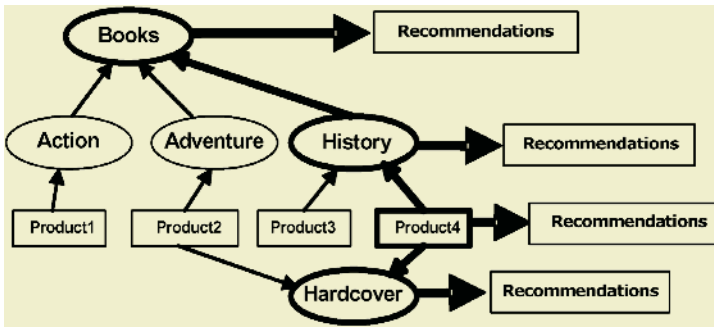 Books
Recommendations
Action
Adventure
History
Recommendations
Product1
Product2
Product3
Product4
Recommendations
Hardcover
Recommendations